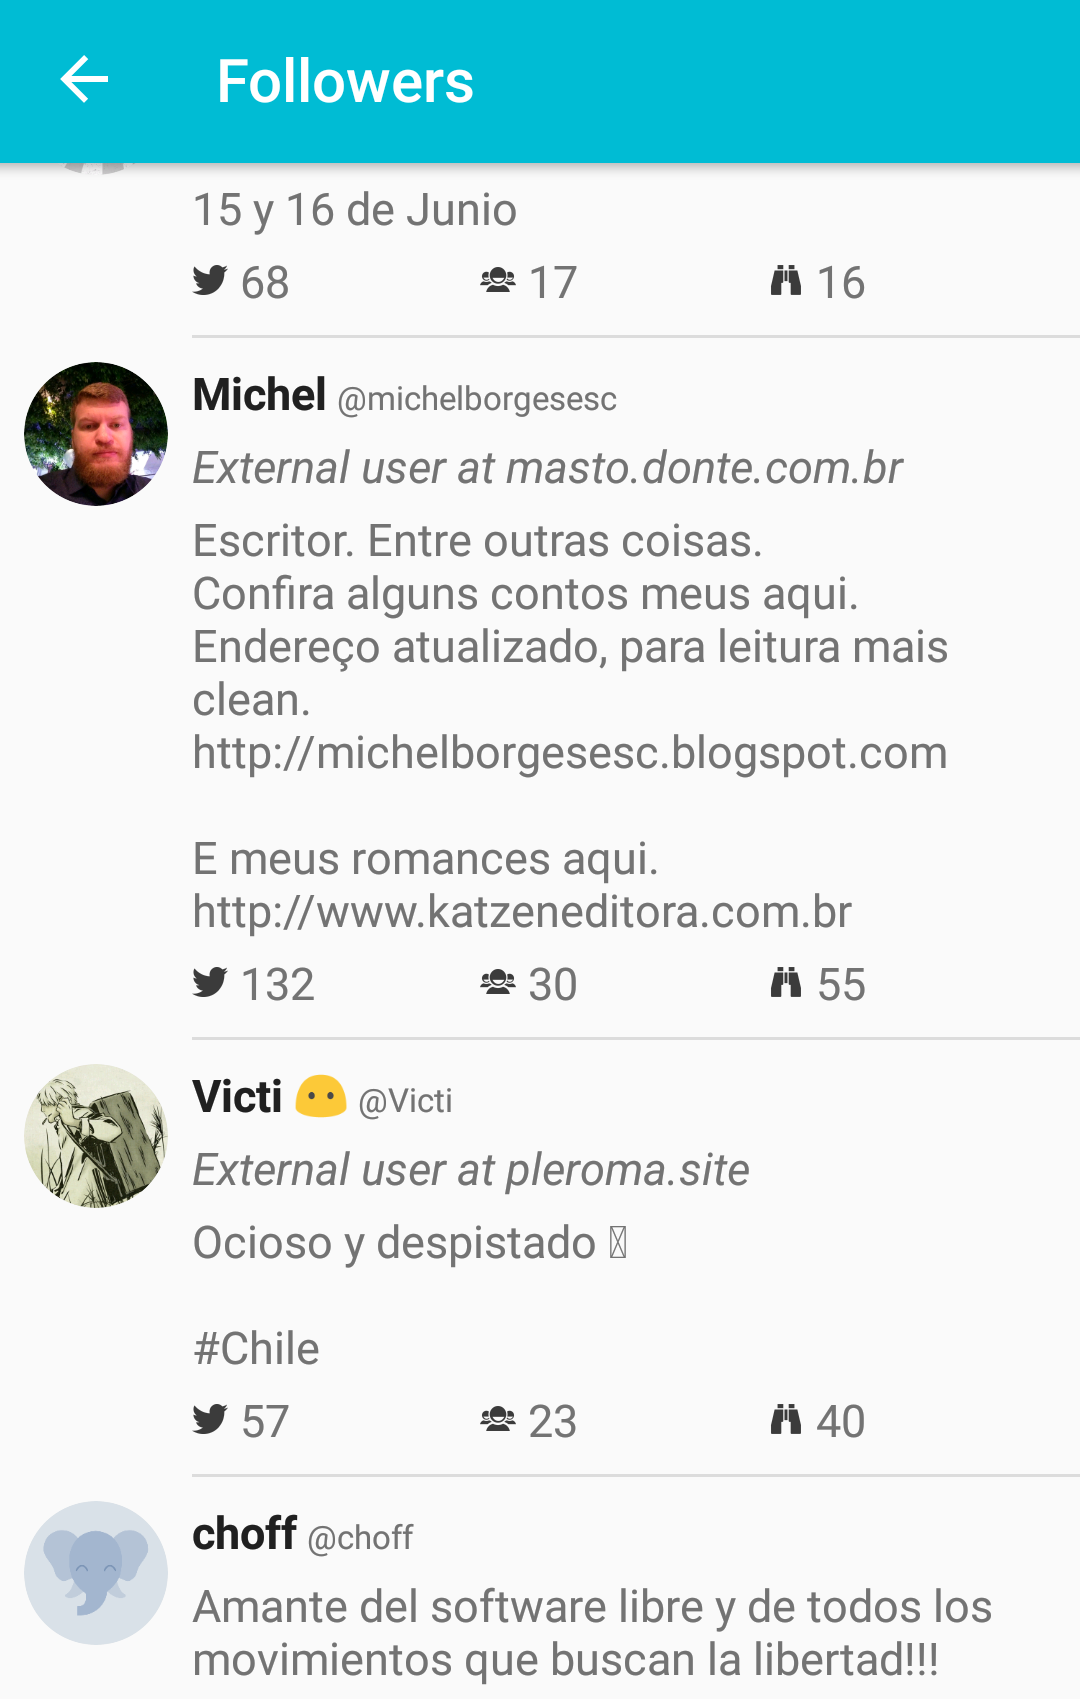 Followers
15 y 16 de Junio
68 17 16
Michel @michelborgesesc
External user at masto.donte.com.br
Escritor. Entre outras coisas.
Confira alguns contos meus aqui.
Endereço atualizado, para leitura mais
clean.
http://michelborgesesc.blogspot.com
E meus romances aqui.
http://www.katzeneditora.com.br
132 30 55
Victi 😶 @Victi
External user at pleroma.site
Ocioso y despistado
#Chile
57 23 40
choff @choff
Amante del software libre y de todos los
movimientos que buscan la libertad!!!